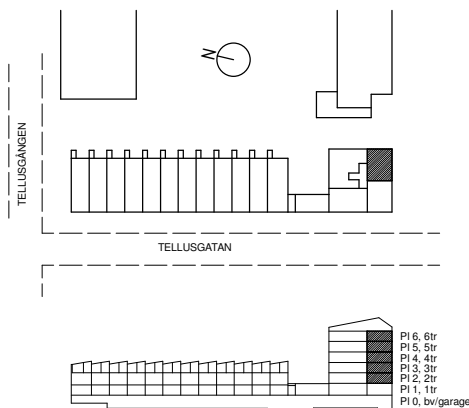 N
TELLUSGÅNGEN
TELLUSGATAN
Pl 6, 6tr
Pl 5, 5tr
Pl 4, 4tr
Pl 3, 3tr
Pl 2, 2tr
Pl 1, 1tr
Pl 0, bv/garage